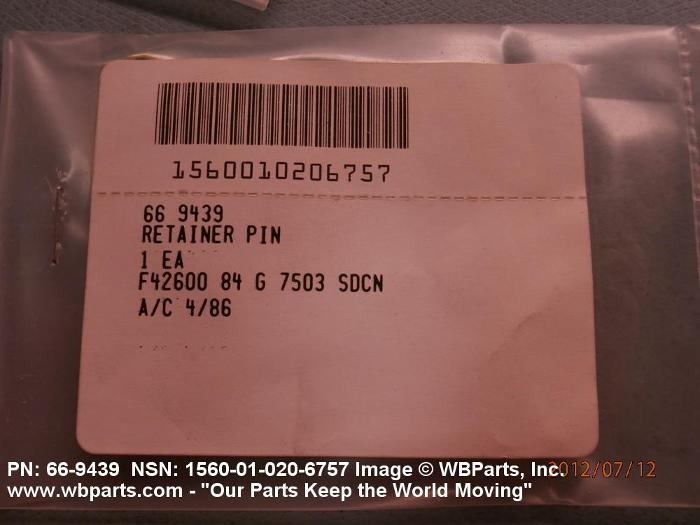 1560010206757
66 9439
RETAINER PIN
1 EA
F42600 84 G 7503 SDCN
A/C 4/86
PN: 66-9439 NSN: 1560-01-020-6757 Image © WBParts, Inc. 2012/07/12
www.wbparts.com - "Our Parts Keep the World Moving"